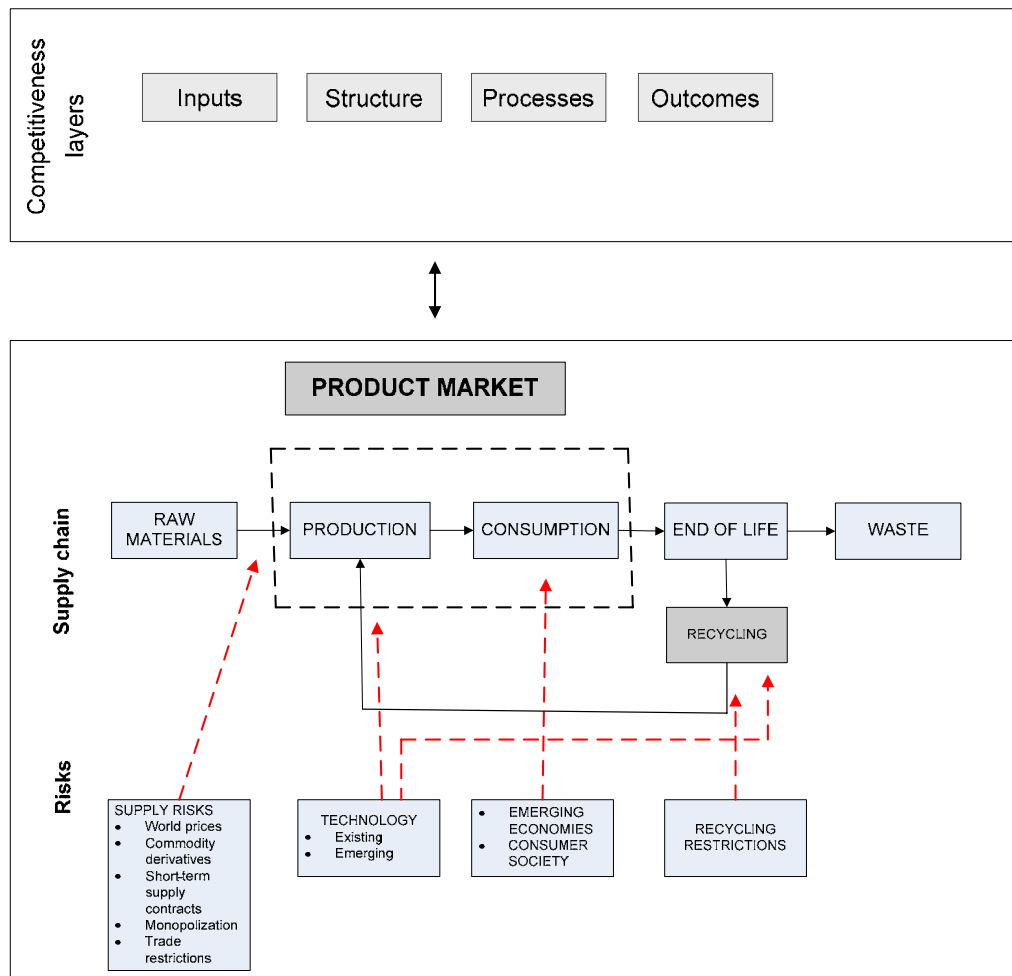 Competitiveness
layers
Inputs
Structure
Processes
Outcomes
PRODUCT MARKET
Supply chain
RAW
MATERIALS
PRODUCTION
CONSUMPTION
END OF LIFE
WASTE
RECYCLING
Risks
SUPPLY RISKS
• World prices
• Commodity
derivatives
• Short-term
supply
contracts
• Monopolization
• Trade
restrictions
TECHNOLOGY
• Existing
• Emerging
• EMERGING
ECONOMIES
• CONSUMER
SOCIETY
RECYCLING
RESTRICTIONS